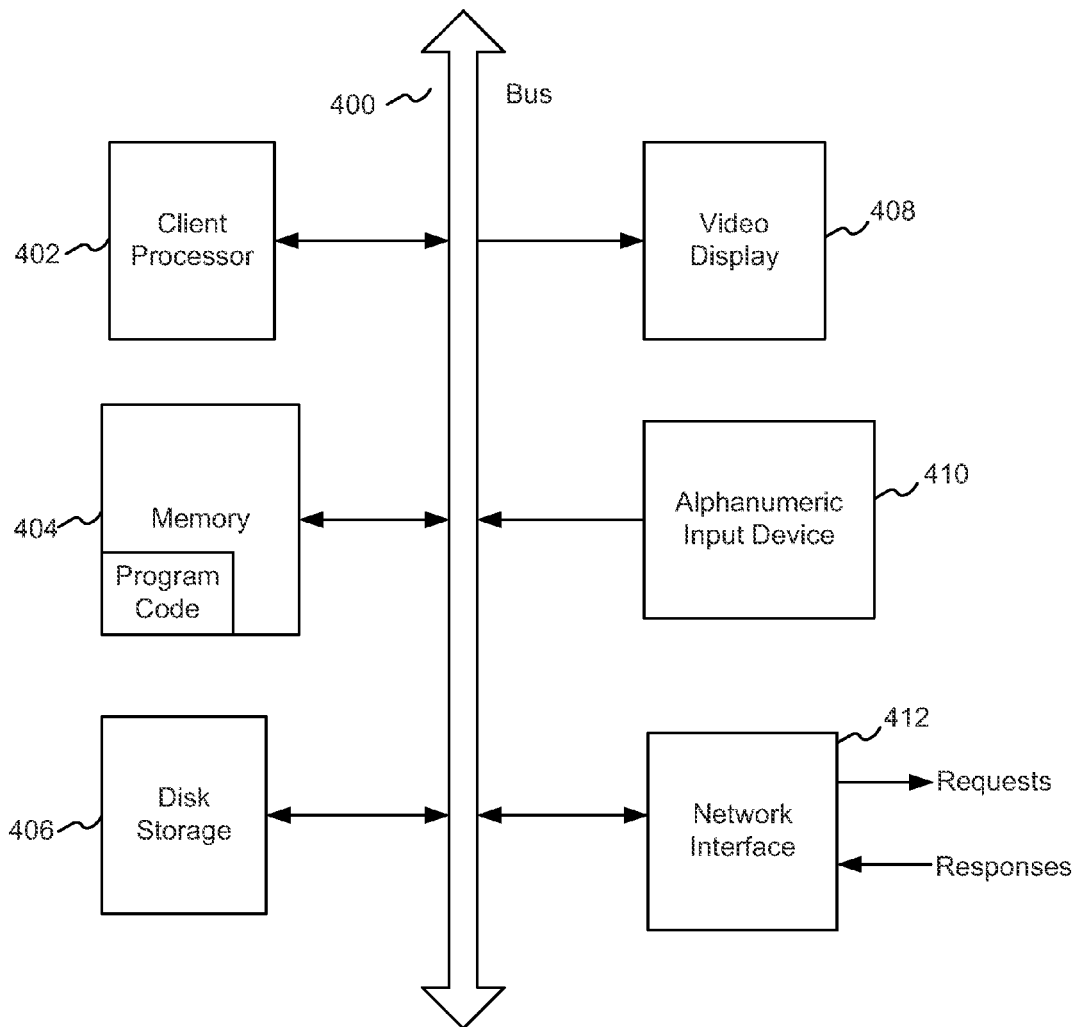 400
Bus
Client
Processor
402
Video
Display
408
Memory
404
Program
Code
Alphanumeric
Input Device
410
Disk
Storage
406
412
Network
Interface
Requests
Responses